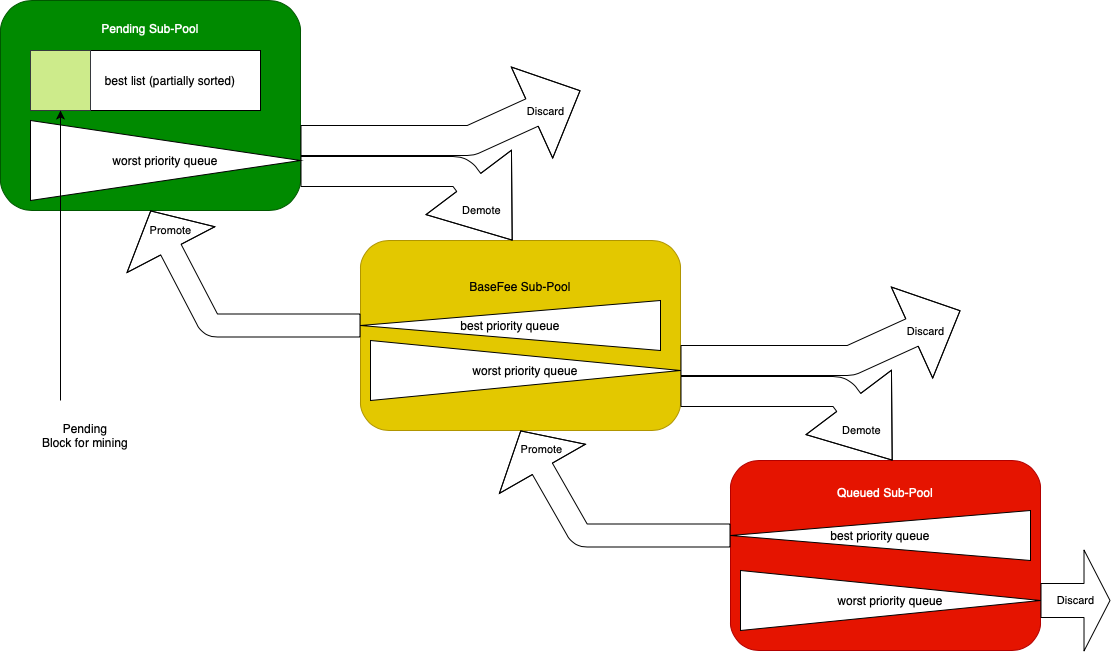 Pending Sub-Pool
best list (partially sorted)
worst priority queue
Discard
Demote
Promote
BaseFee Sub-Pool
best priority queue
worst priority queue
Discard
Demote
Pending
Block for mining
Promote
Queued Sub-Pool
best priority queue
worst priority queue
Discard